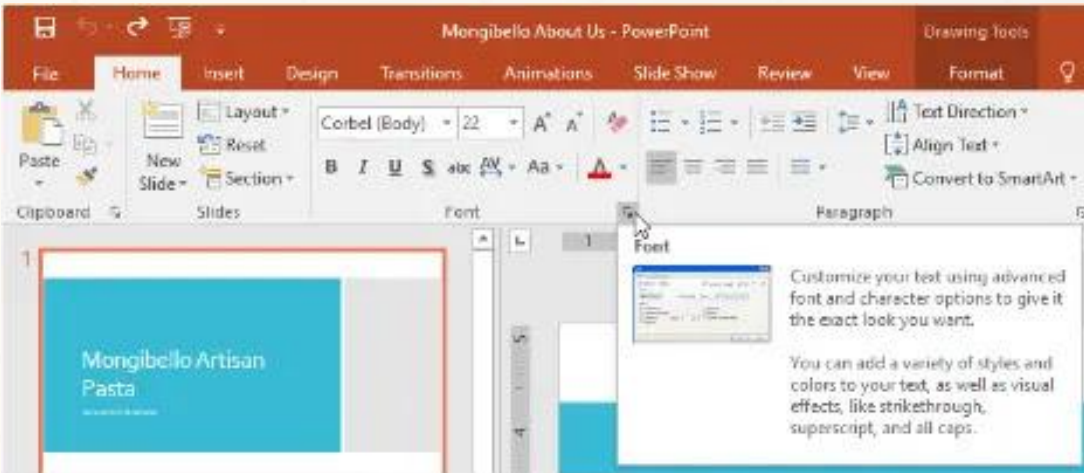 Mongibello About Us - PowerPoint
Drawing Tools
File Home Insert Design Transitions Animations Slide Show Review View Format
Paste
New Slide
Layout
Reset
Section
Corbel (Body) 22
B I U S abc AV Aa A
Text Direction
Align Text
Convert to SmartArt
Clipboard Slides Font Paragraph
1
Mongibello Artisan
Pasta
1
5
4
Font
Customize your text using advanced
font and character options to give it
the exact look you want.
You can add a variety of styles and
colors to your text, as well as visual
effects, like strikethrough,
superscript, and all caps.